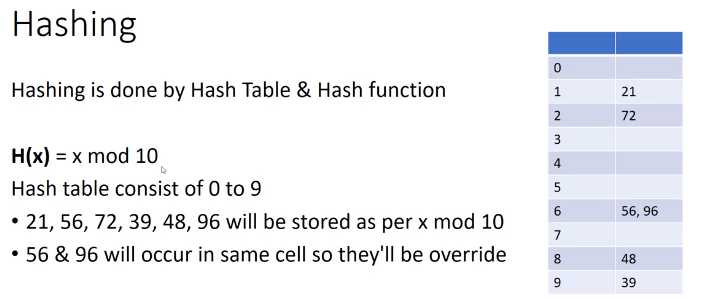 Hashing
Hashing is done by Hash Table & Hash function
H(x) = x mod 10
Hash table consist of 0 to 9
• 21, 56, 72, 39, 48, 96 will be stored as per x mod 10
• 56 & 96 will occur in same cell so they'll be override
0
1 21
2 72
3
4
5
6 56, 96
7
8 48
9 39